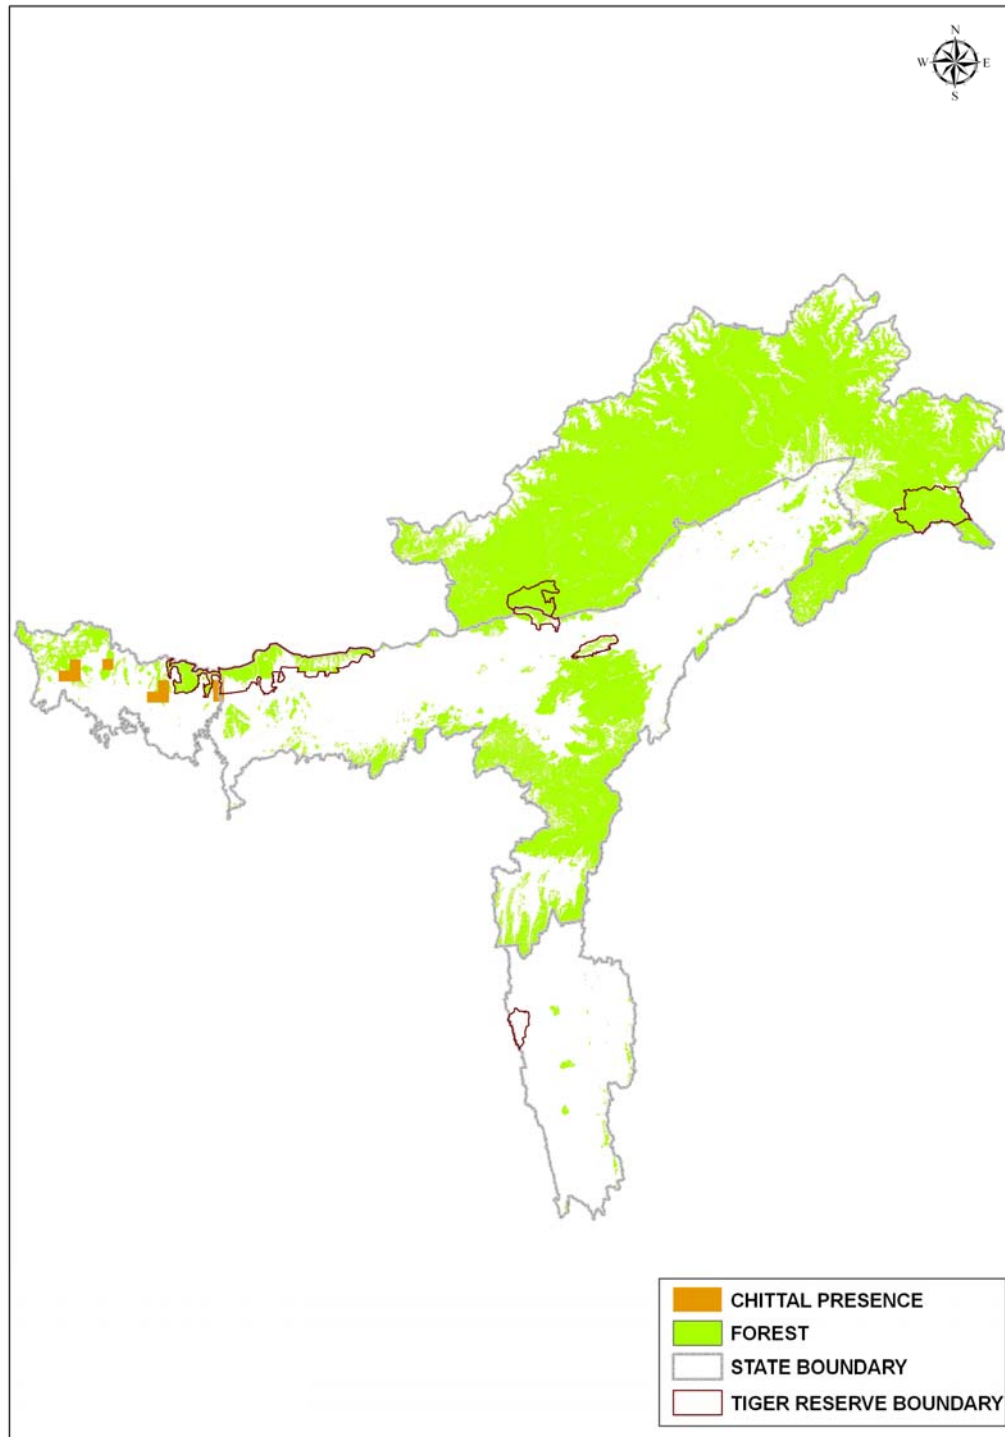 N
W E
S
CHITTAL PRESENCE
FOREST
STATE BOUNDARY
TIGER RESERVE BOUNDARY